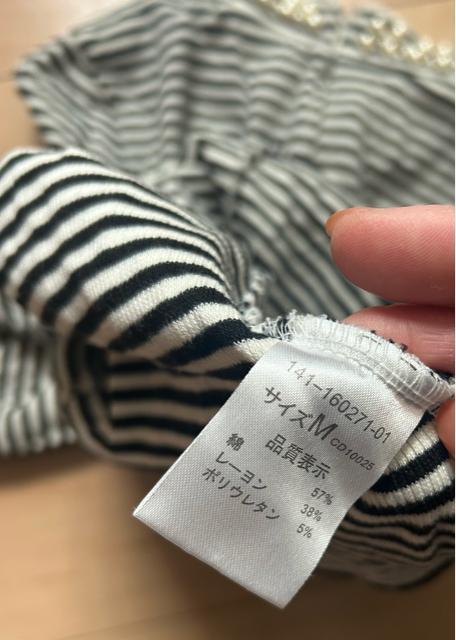 141-160271-01
サイズM CD10025
品質表示
綿 57%
レーヨン 38%
ポリウレタン 5%